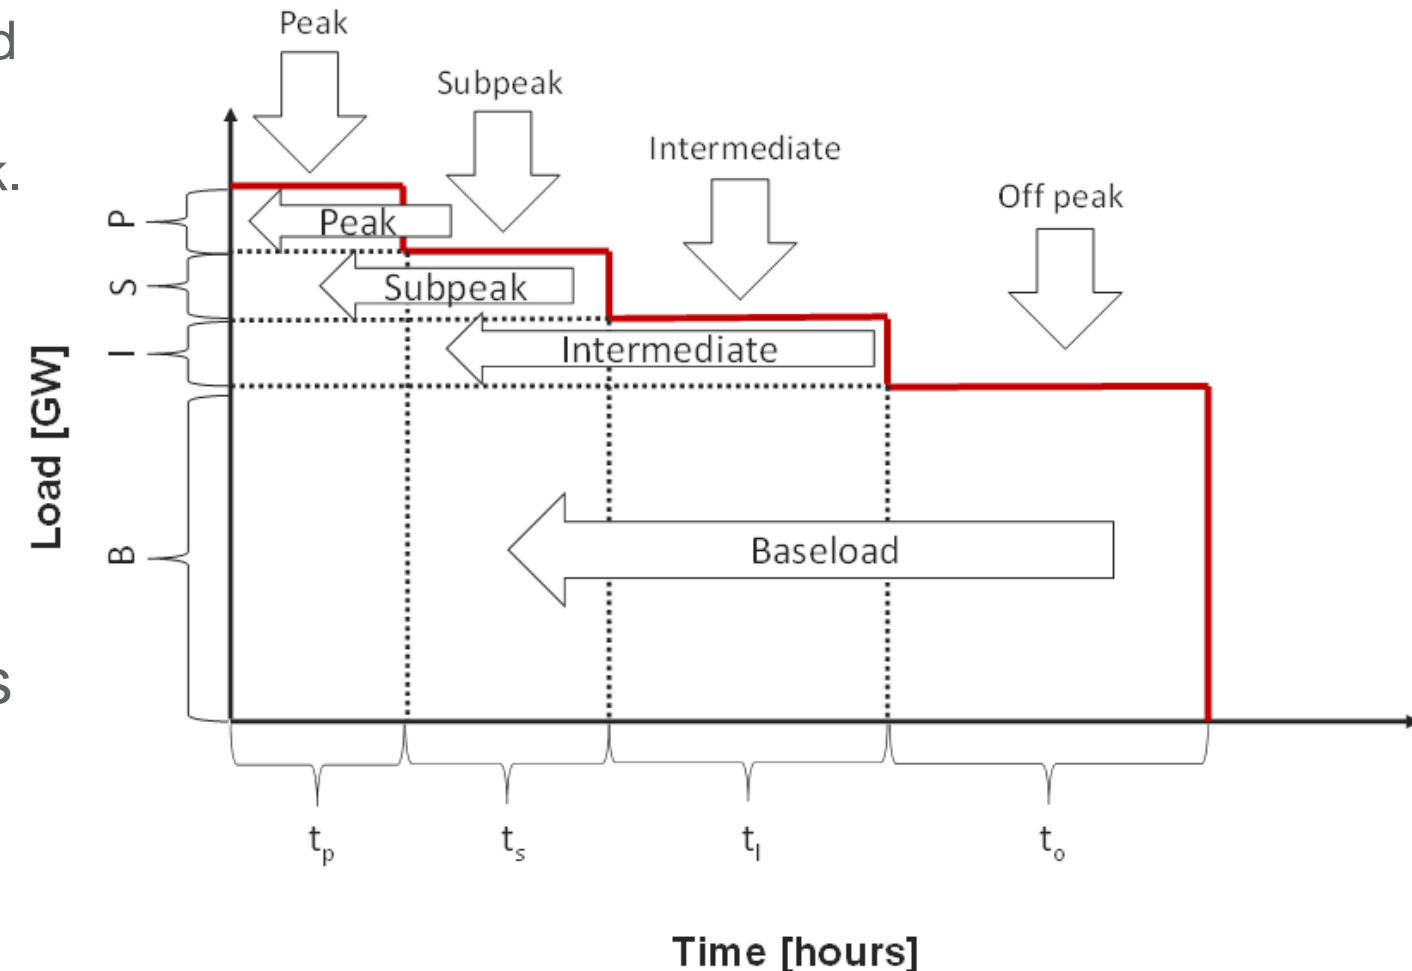 d
k.
s
Peak
Subpeak
Intermediate
Off peak
Peak
Subpeak
Intermediate
Baseload
P
S
I
B
Load [GW]
tp
ts
tI
to
Time [hours]